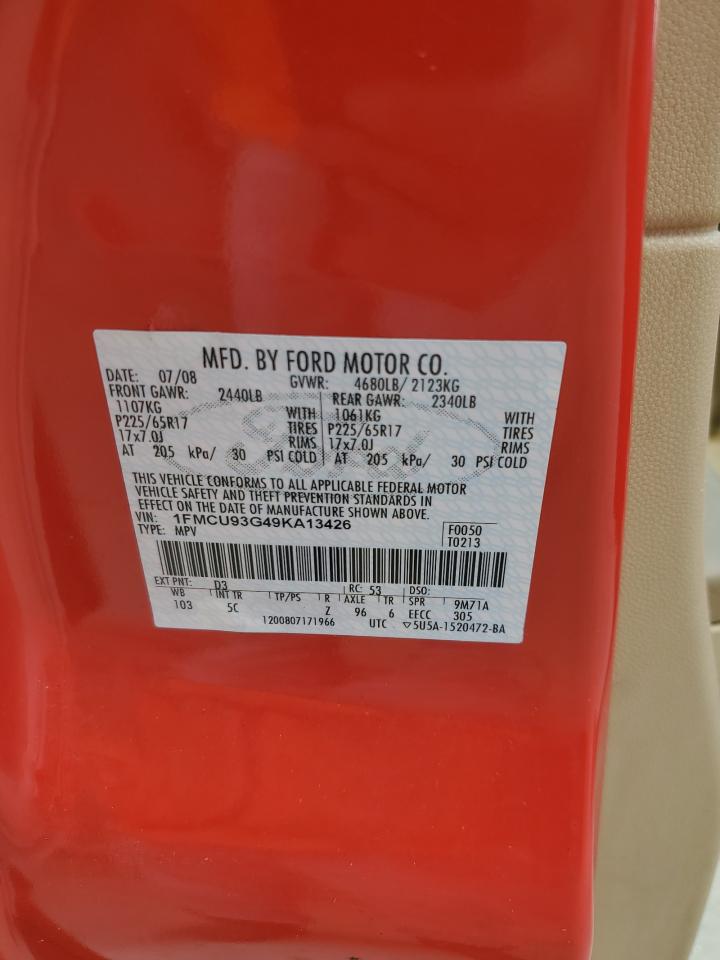 MFD. BY FORD MOTOR CO.
DATE: 07/08 GVWR: 4680LB/ 2123KG
FRONT GAWR: 2440LB REAR GAWR: 2340LB
1107KG WITH 1061KG WITH
P225/65R17 TIRES P225/65R17 TIRES
17x7.0J RIMS 17x7.0J RIMS
AT 205 kPa/ 30 PSI COLD AT 205 kPa/ 30 PSI COLD
THIS VEHICLE CONFORMS TO ALL APPLICABLE FEDERAL MOTOR
VEHICLE SAFETY AND THEFT PREVENTION STANDARDS IN
EFFECT ON THE DATE OF MANUFACTURE SHOWN ABOVE.
VIN: 1FMCU93G49KA13426 F0050
TYPE: MPV T0213
EXT PNT: D3 RC: 53 DSO:
WB INT TR TP/PS R AXLE TR SPR 9M71A
103 5C Z 96 6 EECC 305
1200807171966 UTC ▽5U5A-1520472-BA
Ford